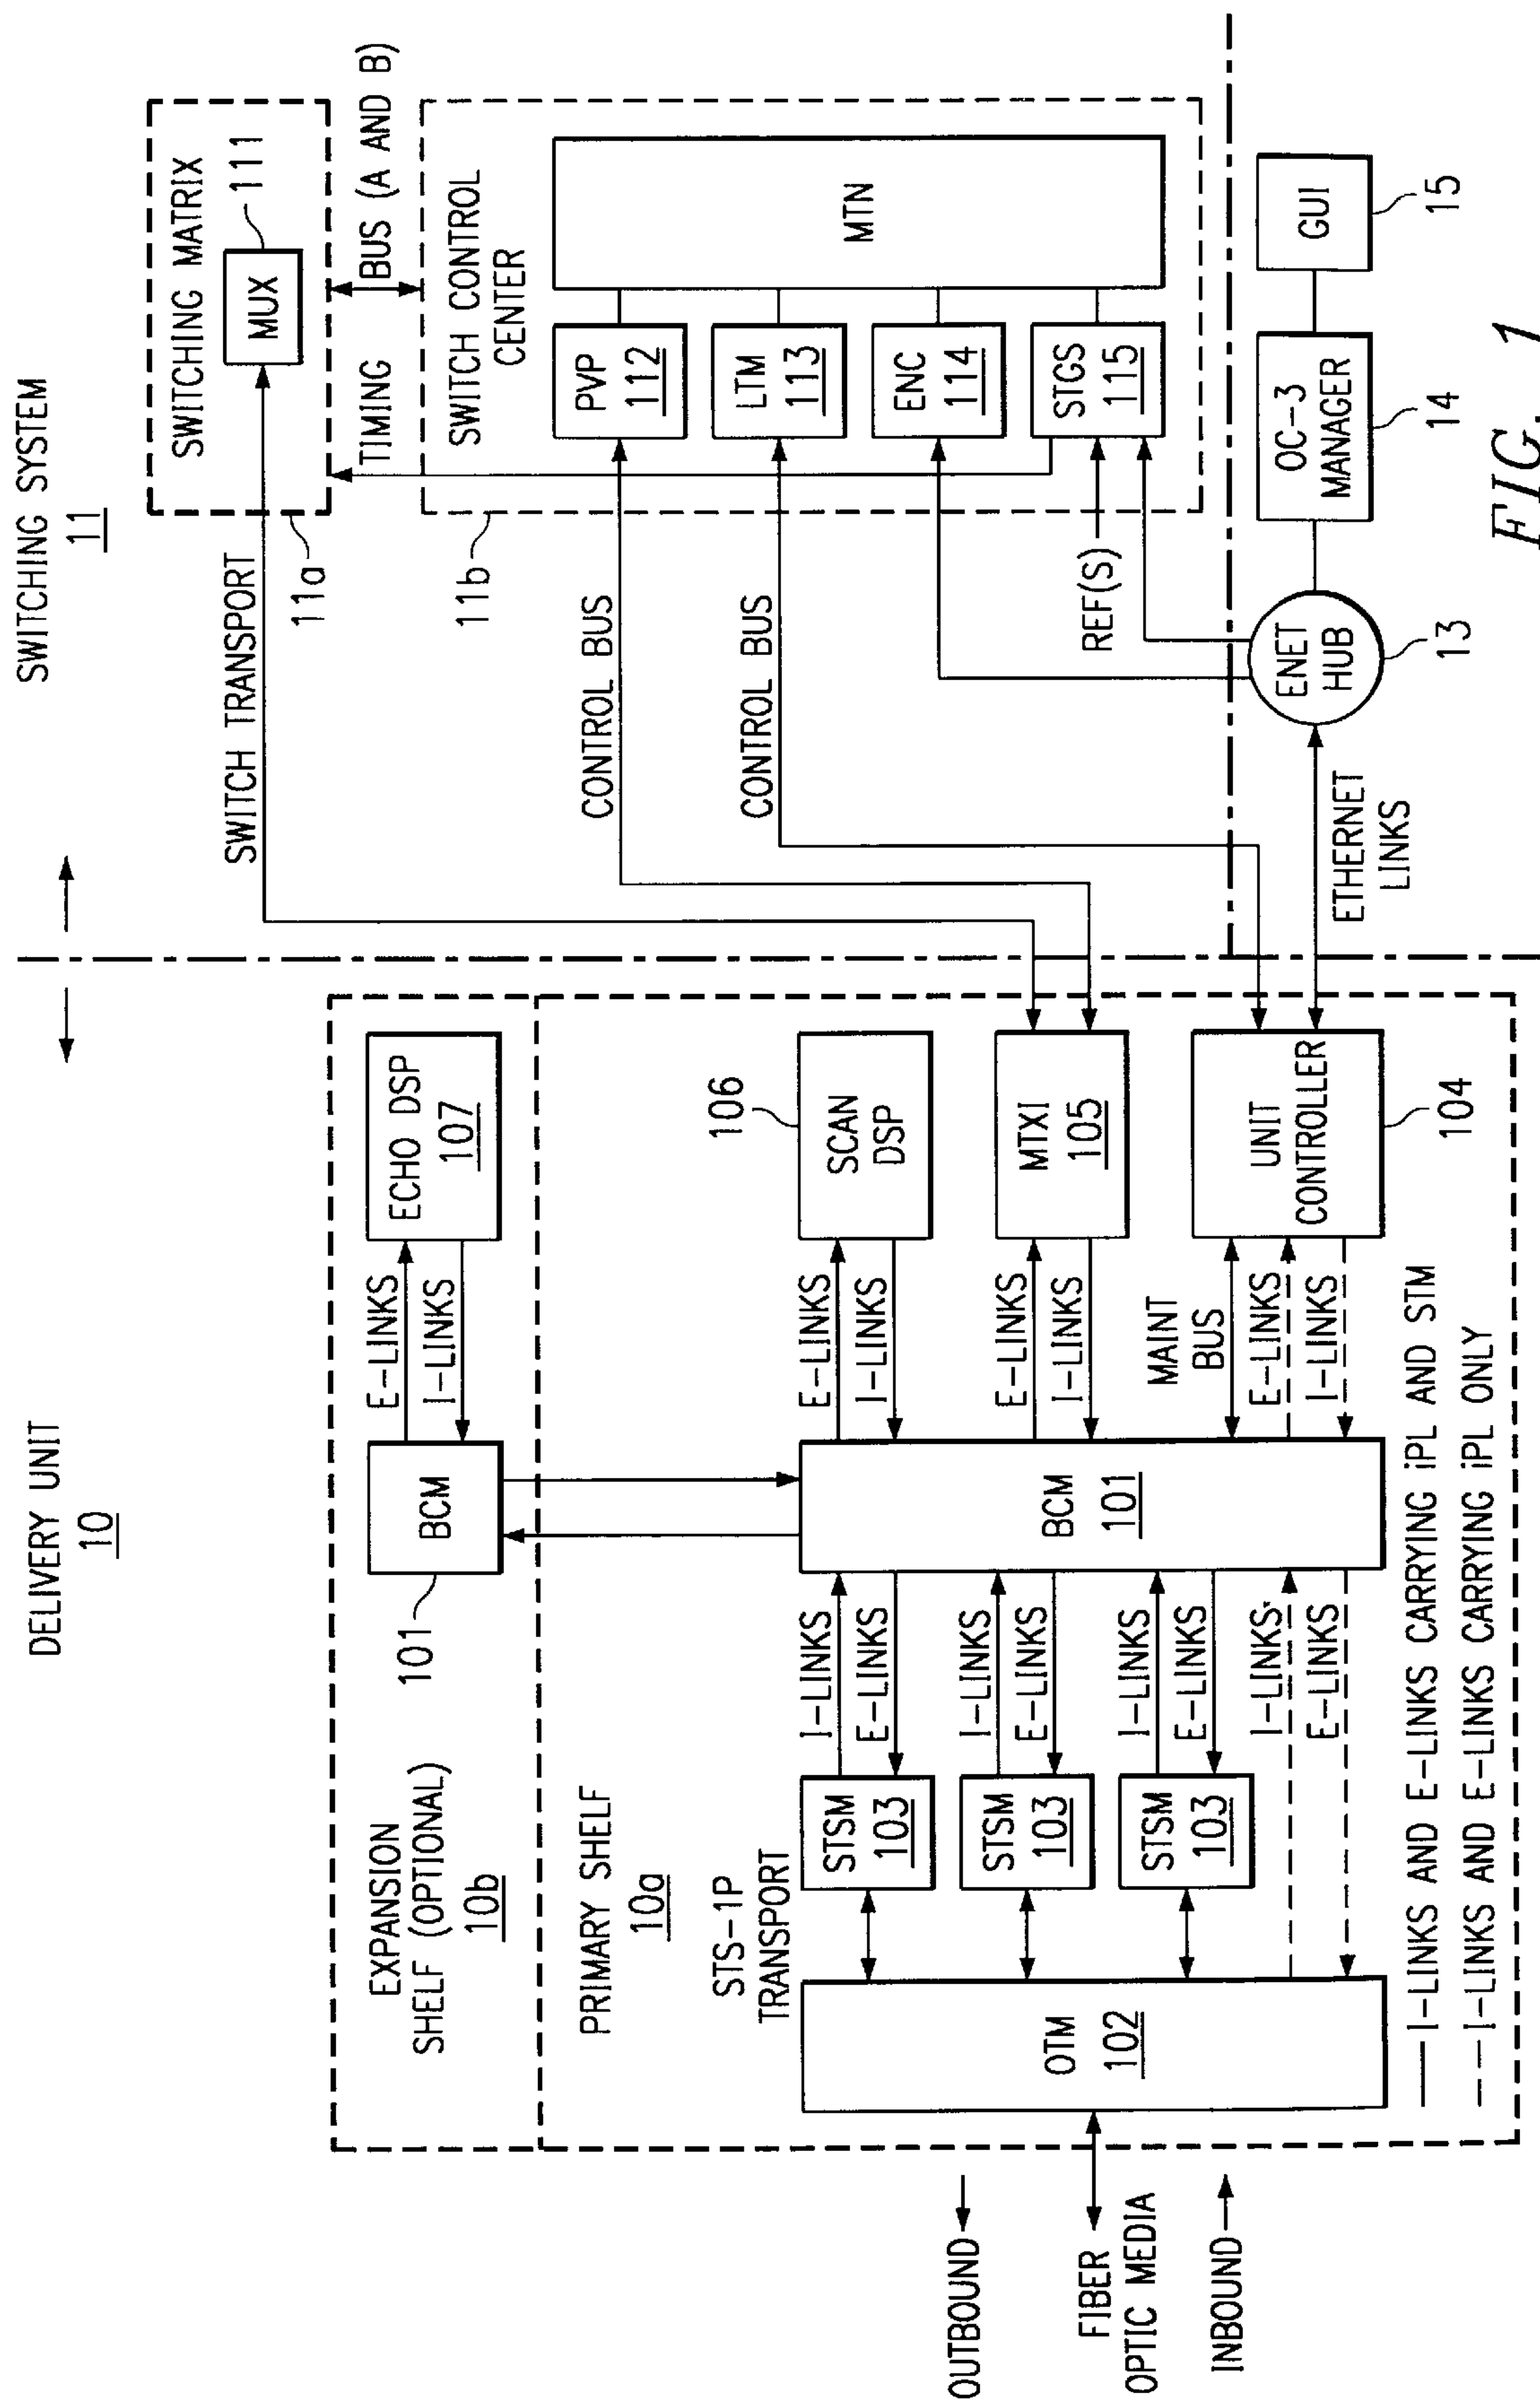 DELIVERY UNIT
10
SWITCHING SYSTEM
11
EXPANSION
SHELF (OPTIONAL)
10b
101
BCM
E-LINKS
I-LINKS
ECHO DSP
107
PRIMARY SHELF
10a
STS-1P
TRANSPORT
OUTBOUND
FIBER
OPTIC MEDIA
INBOUND
OTM
102
STSM
103
STSM
103
STSM
103
I-LINKS
E-LINKS
I-LINKS
E-LINKS
I-LINKS
E-LINKS
I-LINKS
E-LINKS
BCM
101
E-LINKS
I-LINKS
E-LINKS
I-LINKS
MAINT
BUS
E-LINKS
I-LINKS
106
SCAN
DSP
MTXI
105
UNIT
CONTROLLER
104
I-LINKS AND E-LINKS CARRYING iPL AND STM
I-LINKS AND E-LINKS CARRYING iPL ONLY
SWITCH TRANSPORT
CONTROL BUS
CONTROL BUS
REF(S)
ETHERNET
LINKS
SWITCHING MATRIX
MUX
111
11a
TIMING
BUS (A AND B)
11b
SWITCH CONTROL
CENTER
PVP
112
LTM
113
ENC
114
STGS
115
MTN
ENET
HUB
13
OC-3
MANAGER
14
GUI
15
FIG. 1